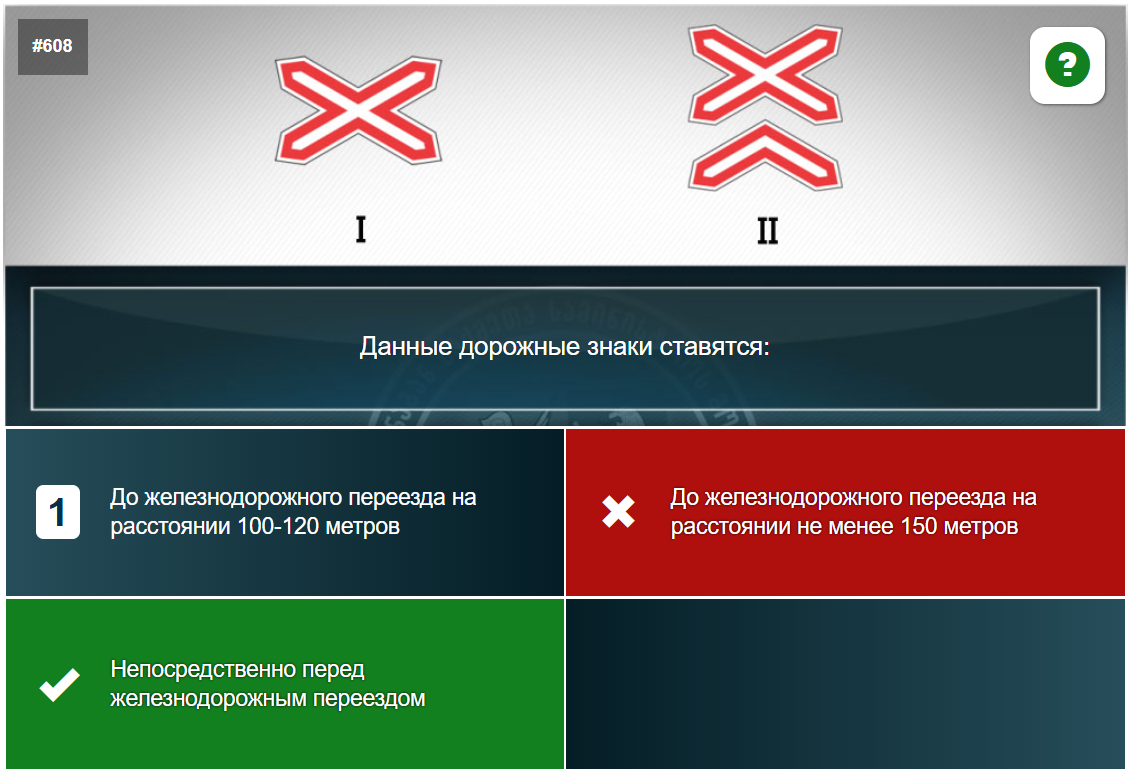 #608
?
I
II
Данные дорожные знаки ставятся:
1
До железнодорожного переезда на
расстоянии 100-120 метров
До железнодорожного переезда на
расстоянии не менее 150 метров
Непосредственно перед
железнодорожным переездом